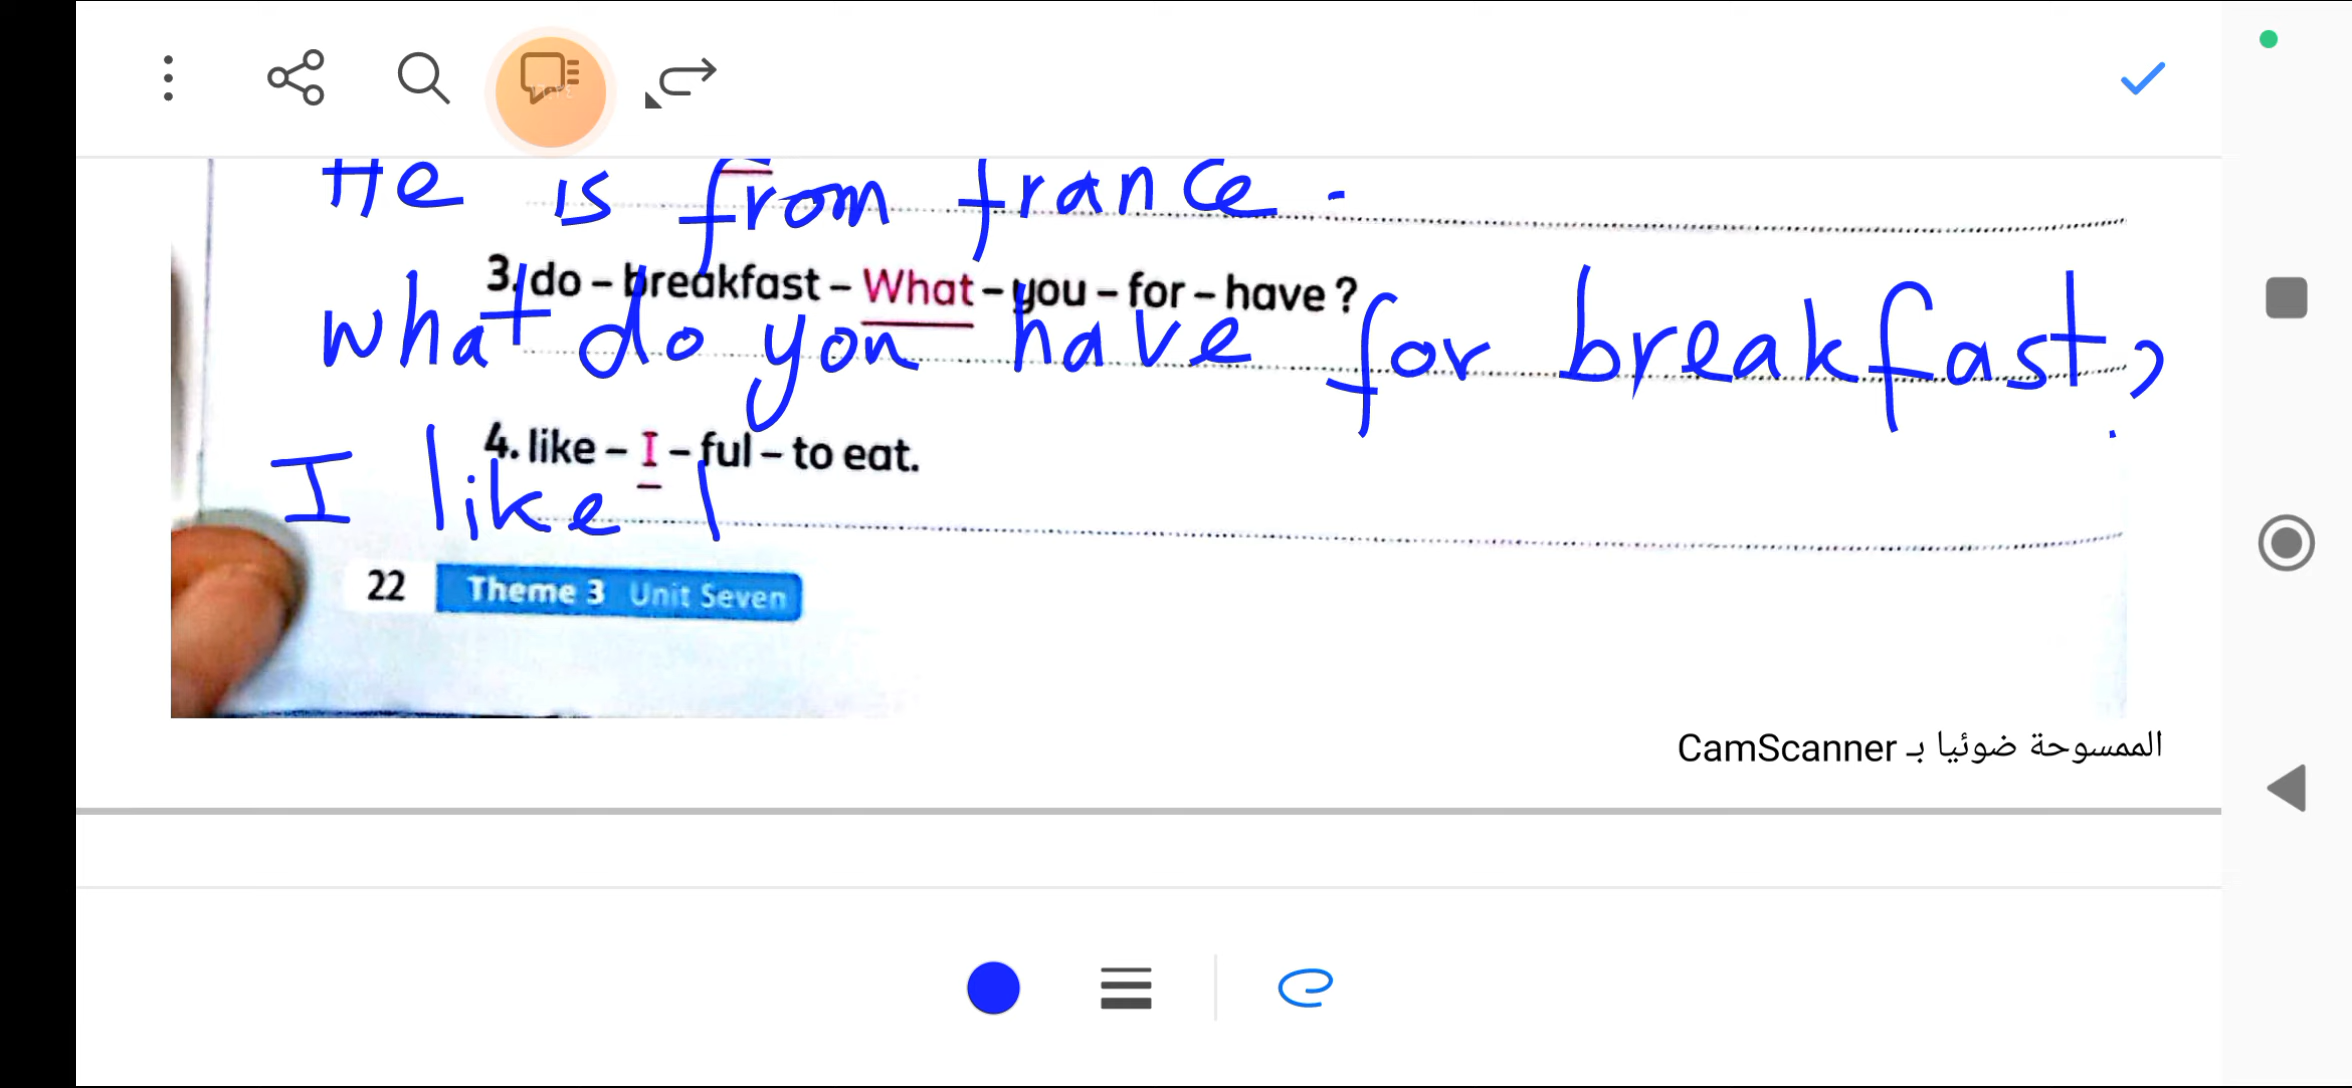 He is from france.
3. do – breakfast – What – you – for – have ?
what do you have for breakfast?
4. like – I – ful – to eat.
I like
22 Theme 3 Unit Seven
الممسوحة ضوئيا بـ CamScanner